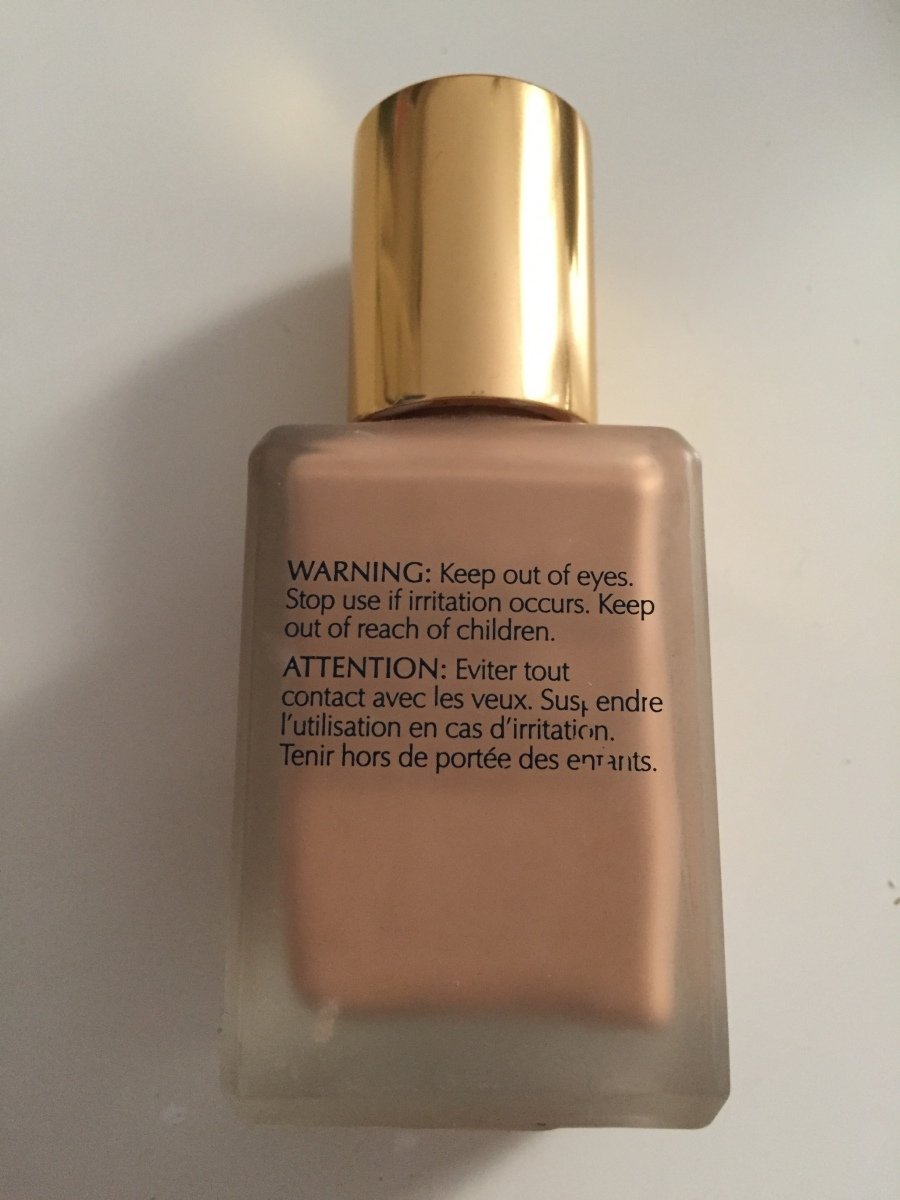 WARNING: Keep out of eyes.
Stop use if irritation occurs. Keep
out of reach of children.
ATTENTION: Eviter tout
contact avec les yeux. Suspendre
l'utilisation en cas d'irritation.
Tenir hors de portée des enfants.